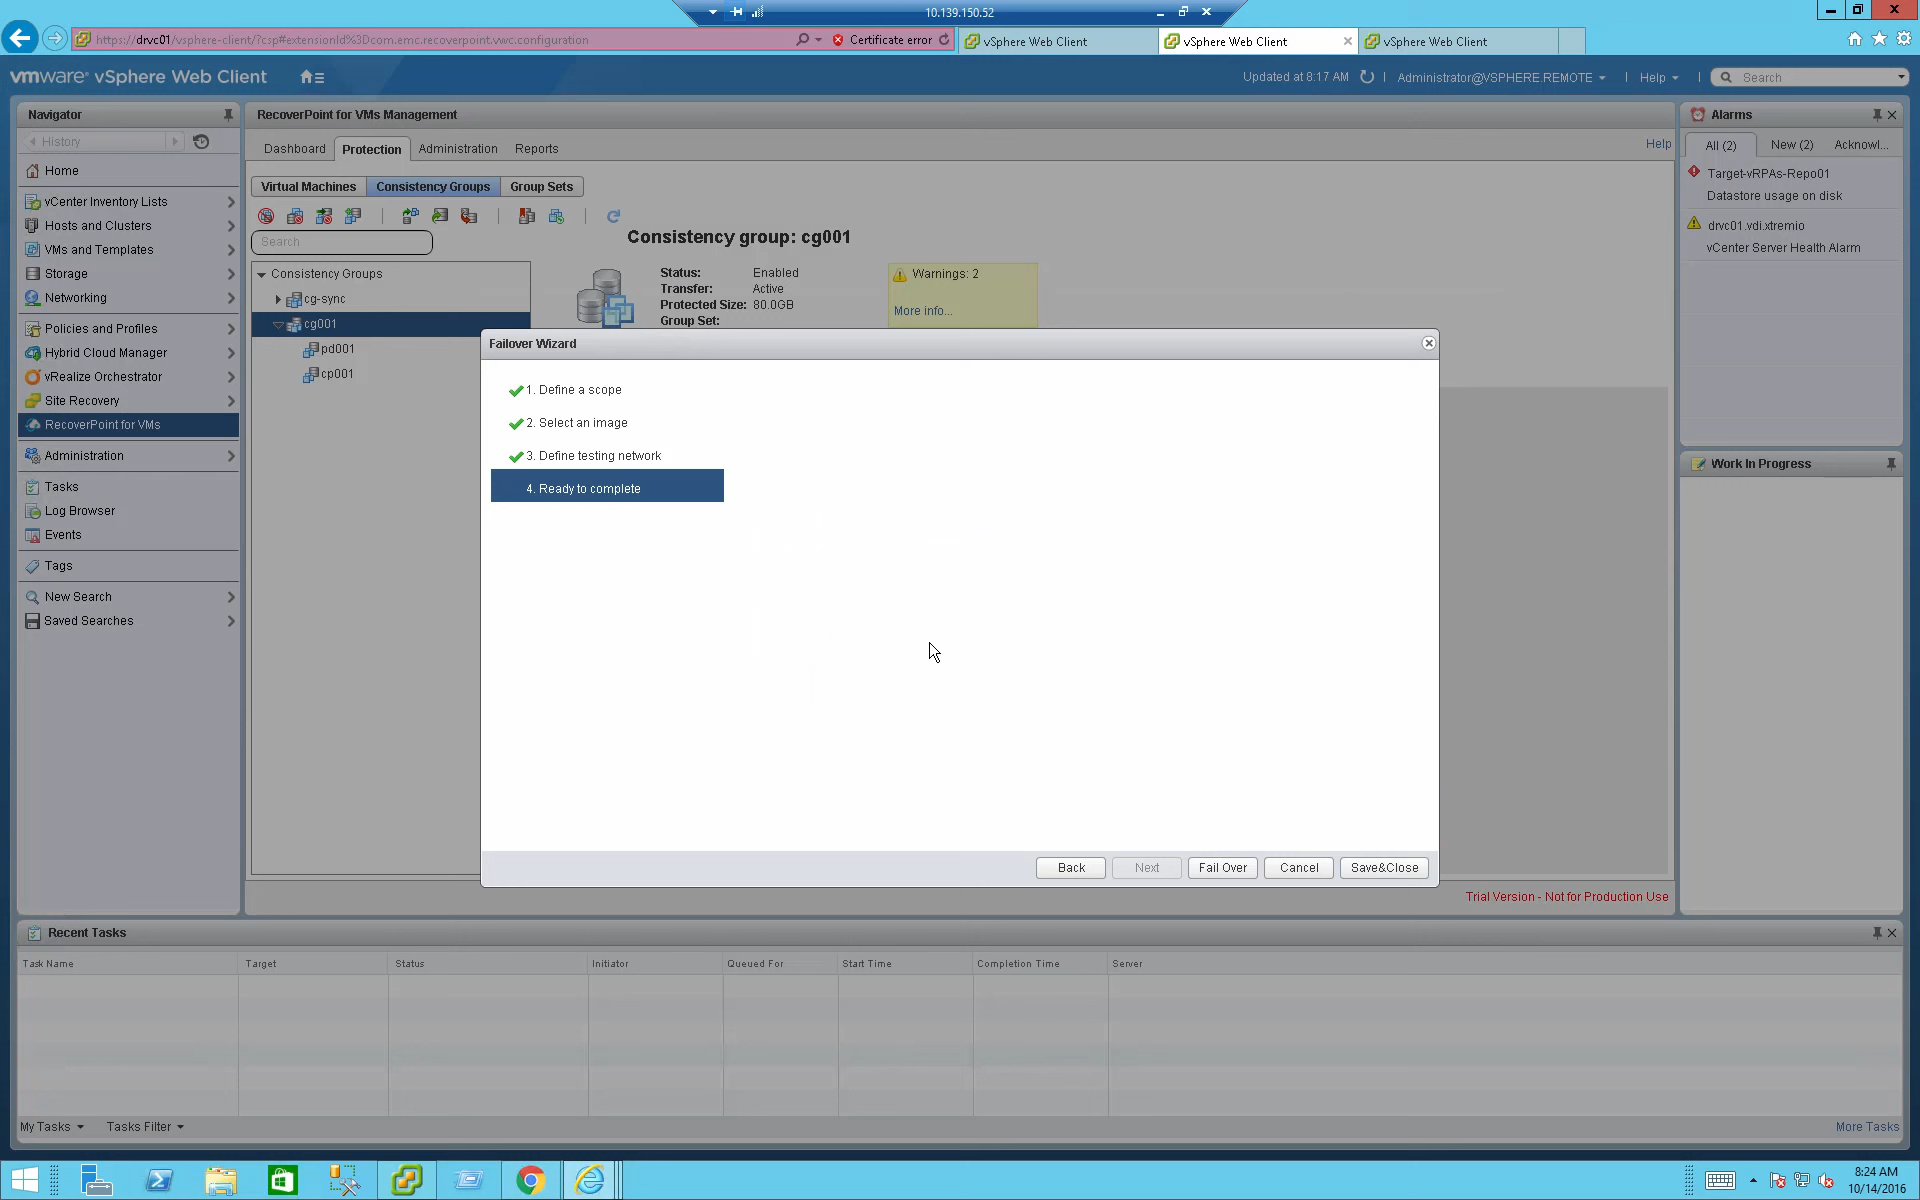 10.139.150.52
https://drvc01/vsphere-client/?csp#extensionId%3Dcom.emc.recoverpoint.vwc.configuration
Certificate error
vSphere Web Client
vSphere Web Client
vSphere Web Client
vmware® vSphere Web Client
Updated at 8:17 AM
Administrator@VSPHERE.REMOTE
Help
Search
Navigator
History
Home
vCenter Inventory Lists
Hosts and Clusters
VMs and Templates
Storage
Networking
Policies and Profiles
Hybrid Cloud Manager
vRealize Orchestrator
Site Recovery
RecoverPoint for VMs
Administration
Tasks
Log Browser
Events
Tags
New Search
Saved Searches
RecoverPoint for VMs Management
Dashboard
Protection
Administration
Reports
Help
Virtual Machines
Consistency Groups
Group Sets
Search
Consistency Groups
cg-sync
cg001
pd001
cp001
Consistency group: cg001
Status: Enabled
Transfer: Active
Protected Size: 80.0GB
Group Set:
Warnings: 2
More info...
Failover Wizard
1. Define a scope
2. Select an image
3. Define testing network
4. Ready to complete
Back
Next
Fail Over
Cancel
Save&Close
Trial Version - Not for Production Use
Alarms
All (2)
New (2)
Acknowl...
Target-vRPAs-Repo01
Datastore usage on disk
drvc01.vdi.xtremio
vCenter Server Health Alarm
Work In Progress
Recent Tasks
Task Name
Target
Status
Initiator
Queued For
Start Time
Completion Time
Server
My Tasks
Tasks Filter
More Tasks
8:24 AM
10/14/2016